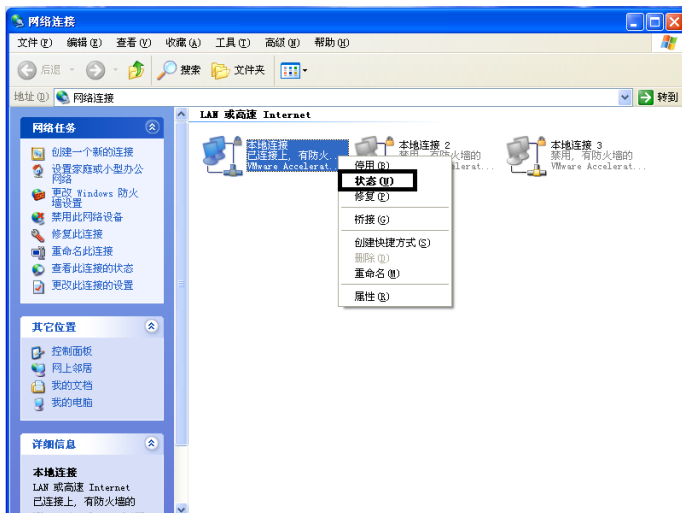 网络连接
文件(F) 编辑(E) 查看(V) 收藏(A) 工具(T) 高级(N) 帮助(H)
后退 搜索 文件夹
地址(D) 网络连接 转到
网络任务
创建一个新的连接
设置家庭或小型办公
网络
更改 Windows 防火
墙设置
禁用此网络设备
修复此连接
重命名此连接
查看此连接的状态
更改此连接的设置
其它位置
控制面板
网上邻居
我的文档
我的电脑
详细信息
本地连接
LAN 或高速 Internet
已连接上, 有防火墙的
LAN 或高速 Internet
本地连接
已连接上, 有防火...
VMware Accelerat...
本地连接 2
禁用, 有防火墙的
lerat...
本地连接 3
禁用, 有防火墙的
VMware Accelerat...
停用(B)
状态(U)
修复(P)
桥接(G)
创建快捷方式(S)
删除(D)
重命名(M)
属性(R)